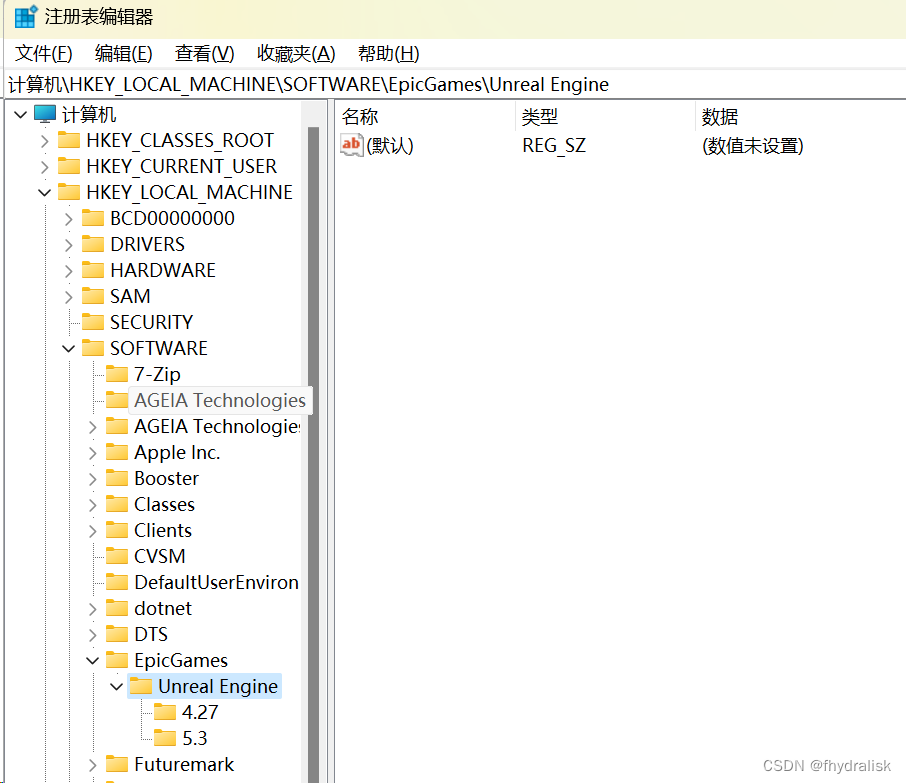 注册表编辑器
文件(F) 编辑(E) 查看(V) 收藏夹(A) 帮助(H)
计算机\HKEY_LOCAL_MACHINE\SOFTWARE\EpicGames\Unreal Engine
计算机
HKEY_CLASSES_ROOT
HKEY_CURRENT_USER
HKEY_LOCAL_MACHINE
BCD00000000
DRIVERS
HARDWARE
SAM
SECURITY
SOFTWARE
7-Zip
AGEIA Technologies
AGEIA Technologies
Apple Inc.
Booster
Classes
Clients
CVSM
DefaultUserEnviron
dotnet
DTS
EpicGames
Unreal Engine
4.27
5.3
Futuremark
名称 类型 数据
ab (默认) REG_SZ (数值未设置)
CSDN @fhydralisk